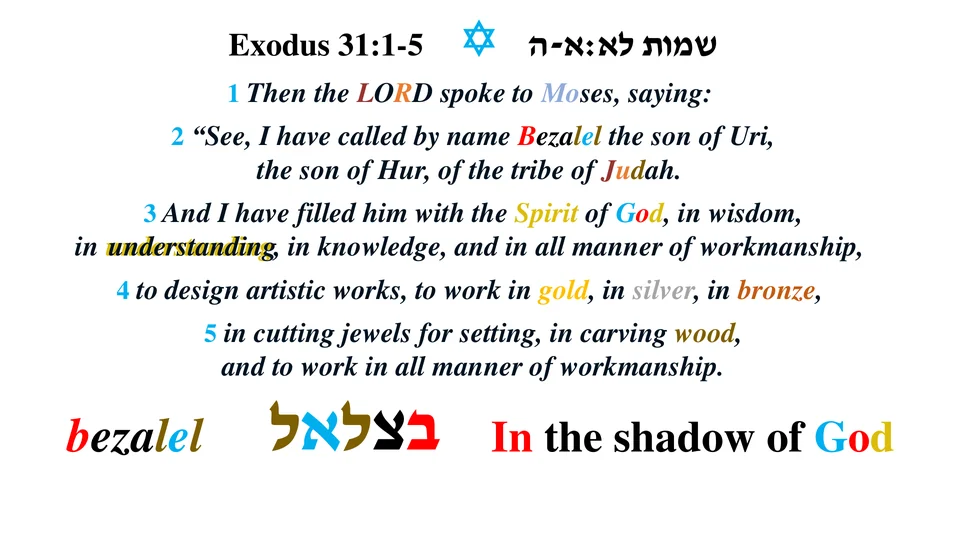 Exodus 31:1-5 ✡ שמות לא:א-ה
1 Then the LORD spoke to Moses, saying:
2 “See, I have called by name Bezalel the son of Uri,
the son of Hur, of the tribe of Judah.
3 And I have filled him with the Spirit of God, in wisdom,
in understanding, in knowledge, and in all manner of workmanship,
4 to design artistic works, to work in gold, in silver, in bronze,
5 in cutting jewels for setting, in carving wood,
and to work in all manner of workmanship.
bezalel בצלאל In the shadow of God